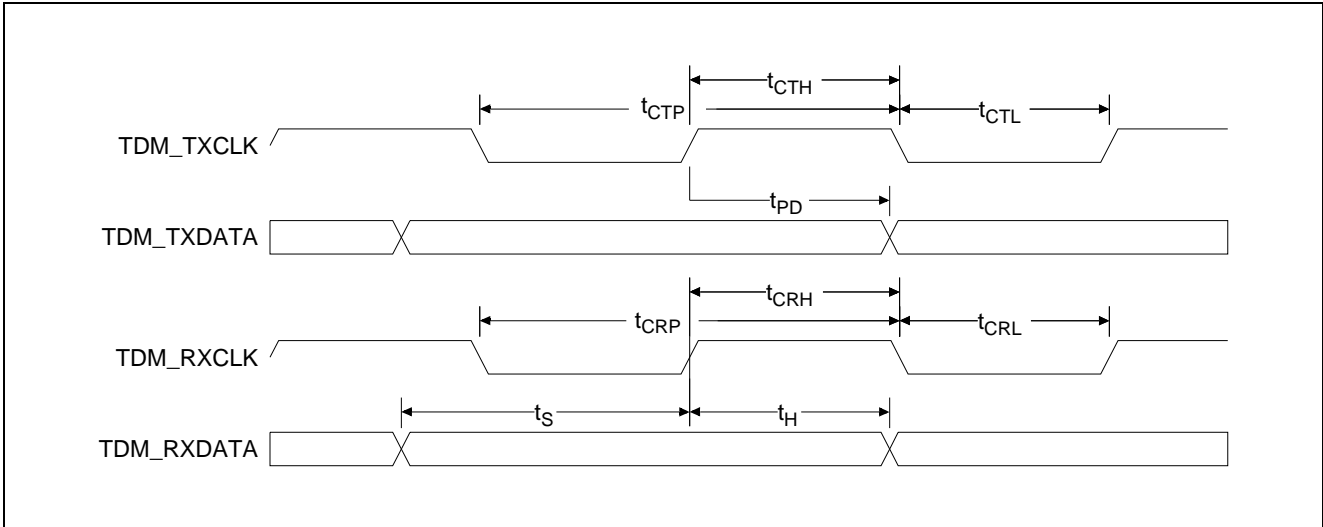 tCTH
tCTP
tCTL
TDM_TXCLK
tPD
TDM_TXDATA
tCRH
tCRP
tCRL
TDM_RXCLK
tS
tH
TDM_RXDATA